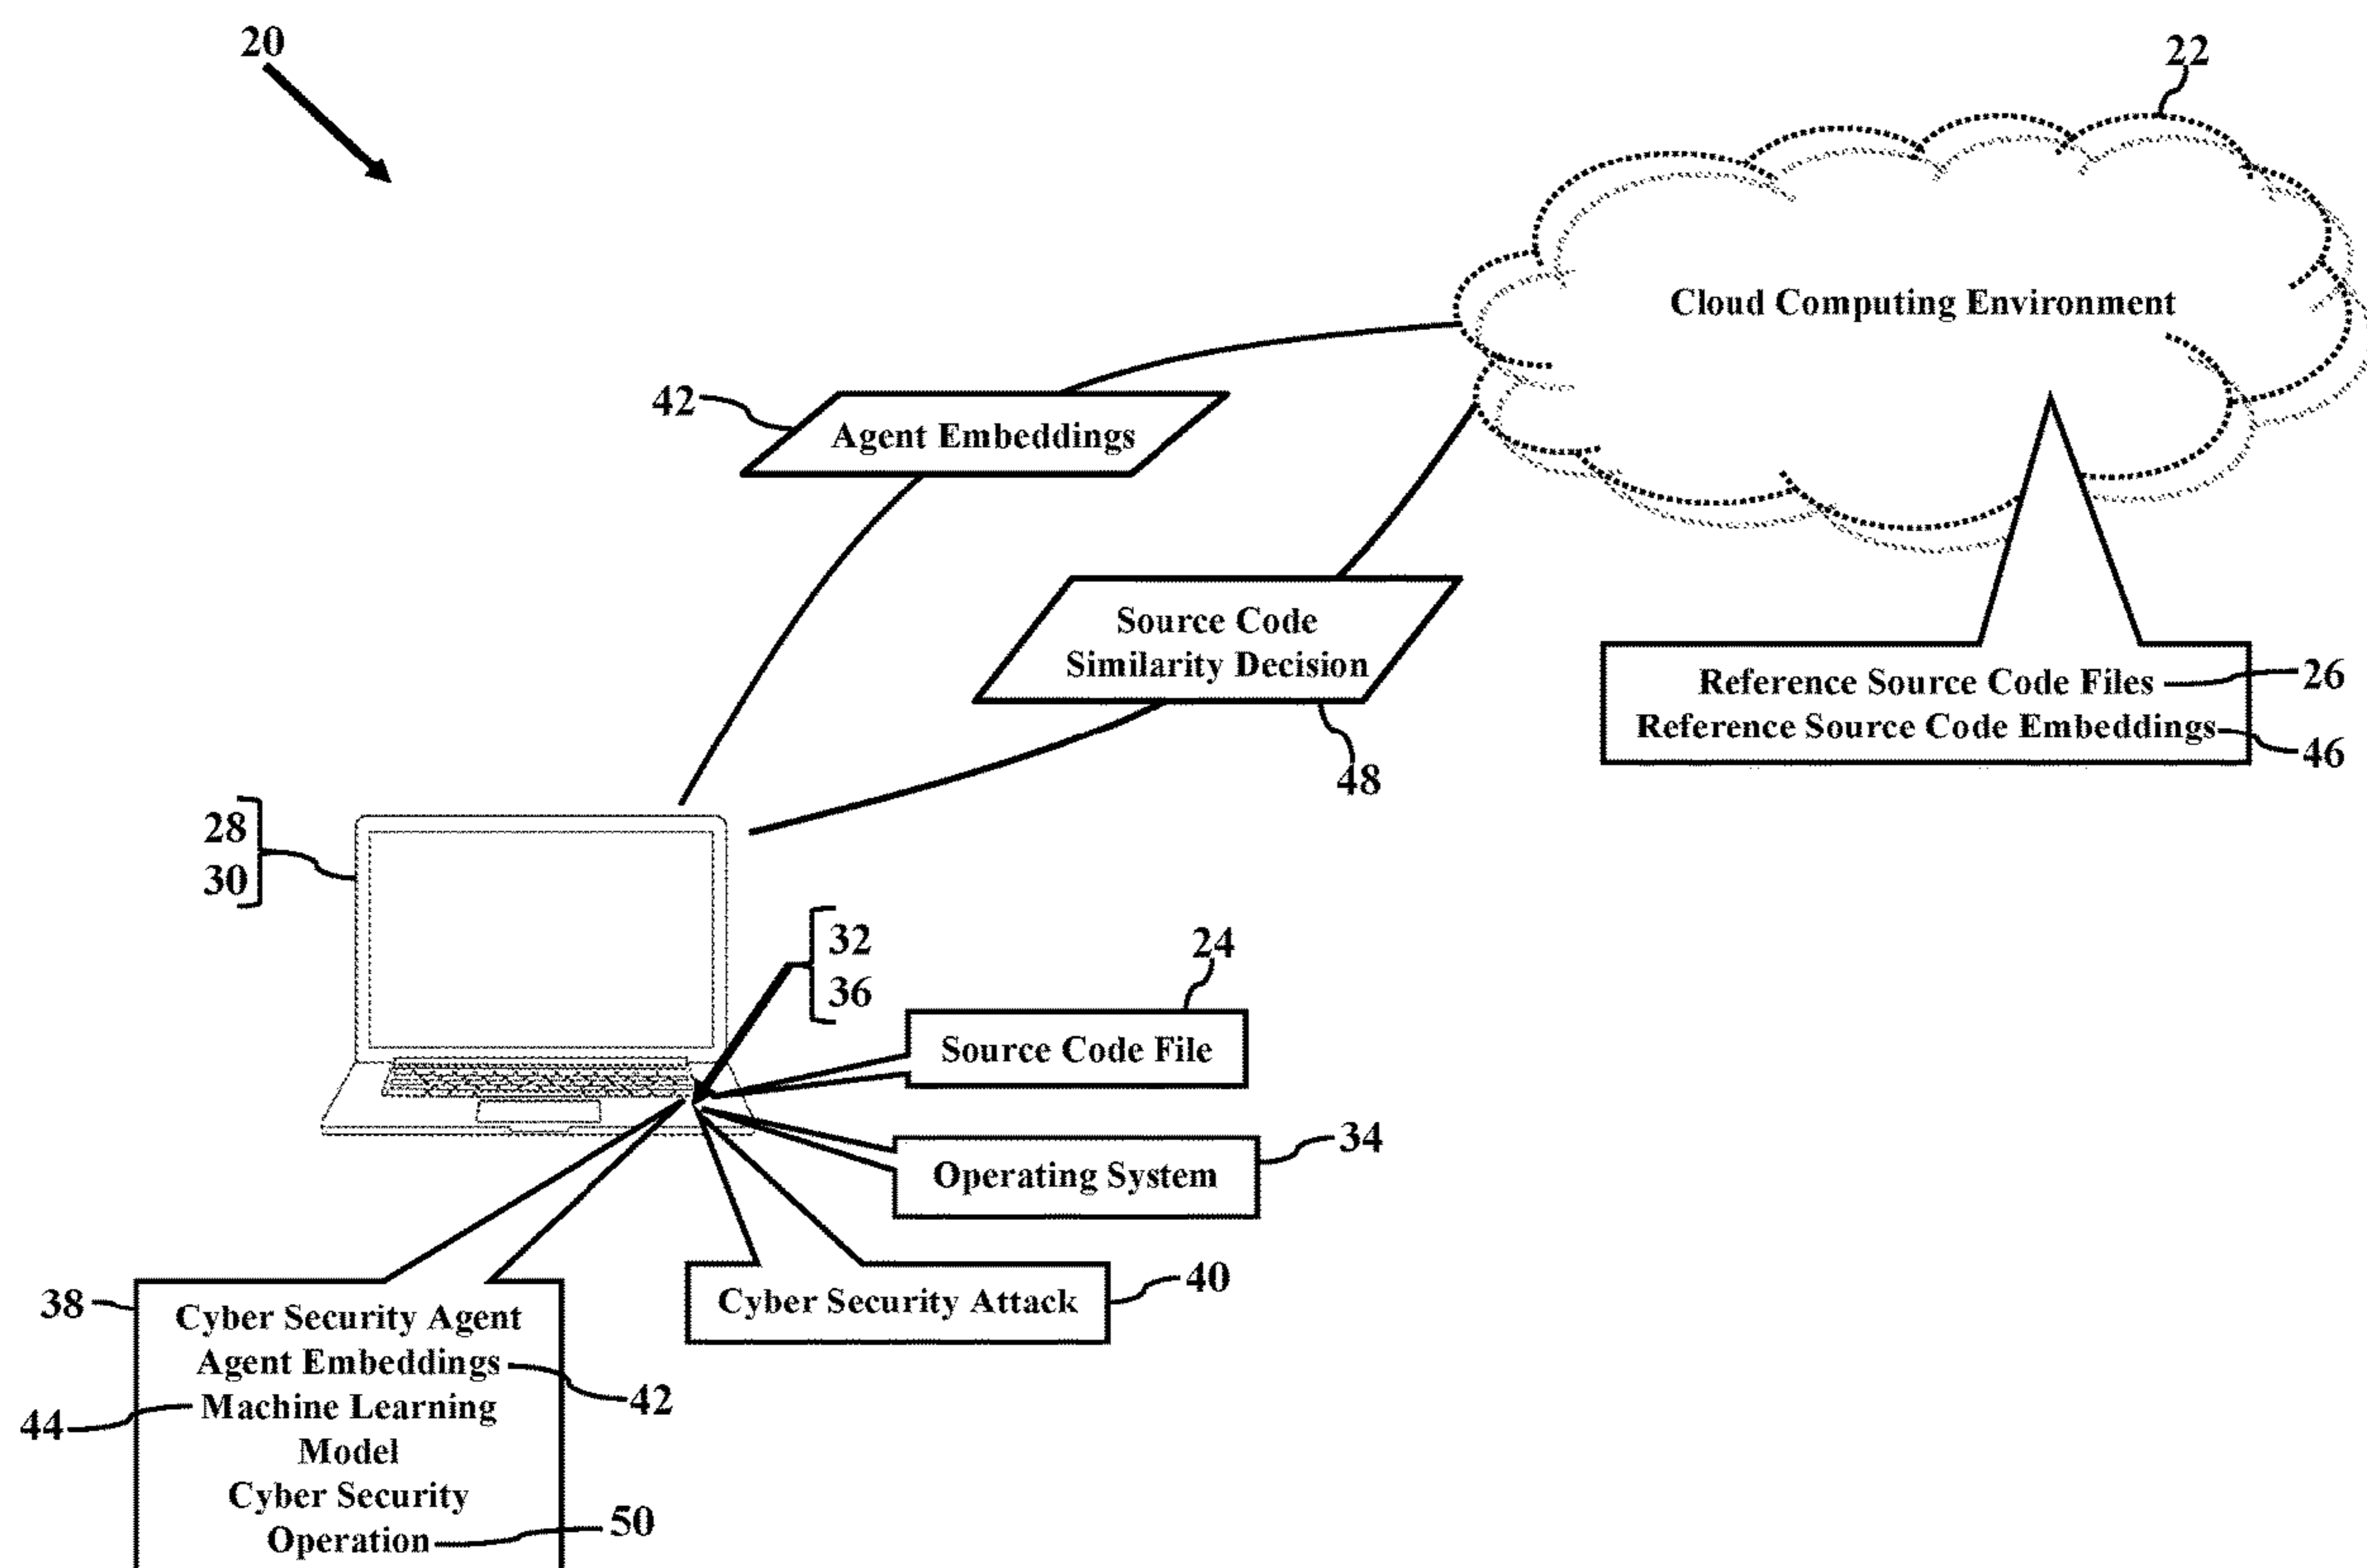 20
22
Cloud Computing Environment
42
Agent Embeddings
Source Code
Similarity Decision
48
Reference Source Code Files
26
Reference Source Code Embeddings
46
28
30
32
36
24
Source Code File
Operating System
34
Cyber Security Attack
40
38
Cyber Security Agent
Agent Embeddings
42
44
Machine Learning
Model
Cyber Security
Operation
50